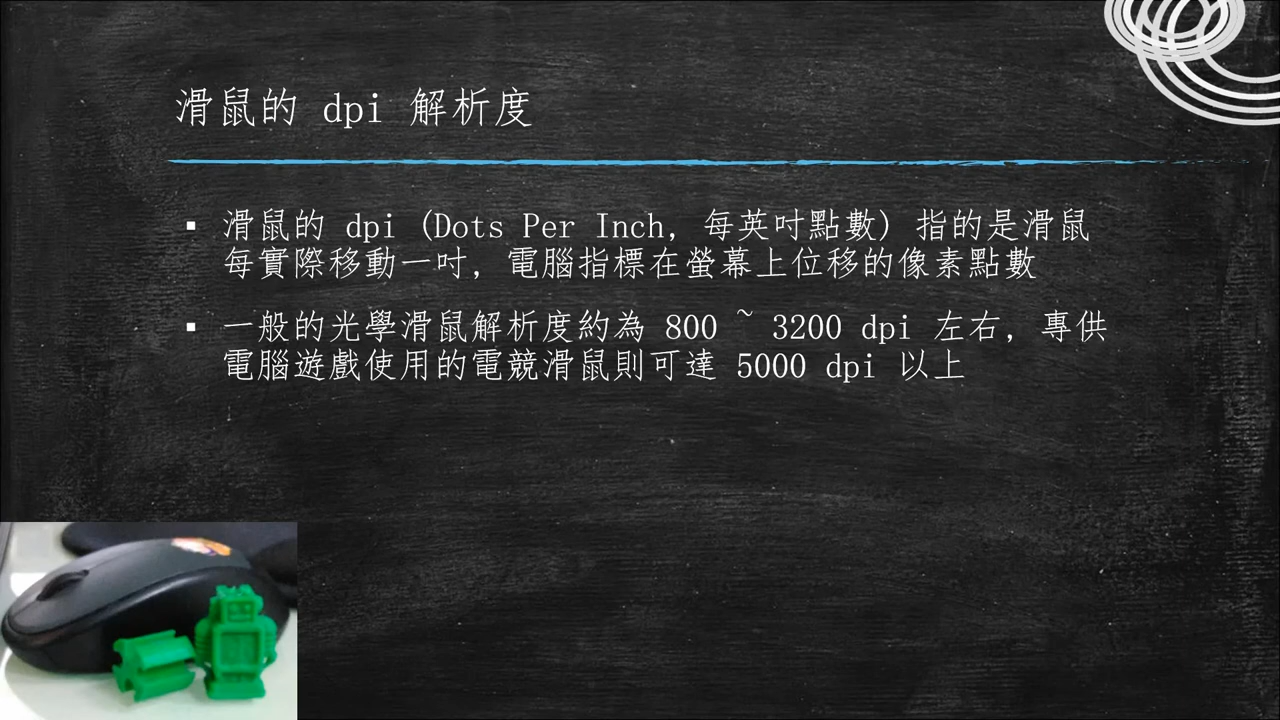 滑鼠的 dpi 解析度
▪ 滑鼠的 dpi (Dots Per Inch, 每英吋點數) 指的是滑鼠
每實際移動一吋, 電腦指標在螢幕上位移的像素點數
▪ 一般的光學滑鼠解析度約為 800 ~ 3200 dpi 左右, 專供
電腦遊戲使用的電競滑鼠則可達 5000 dpi 以上